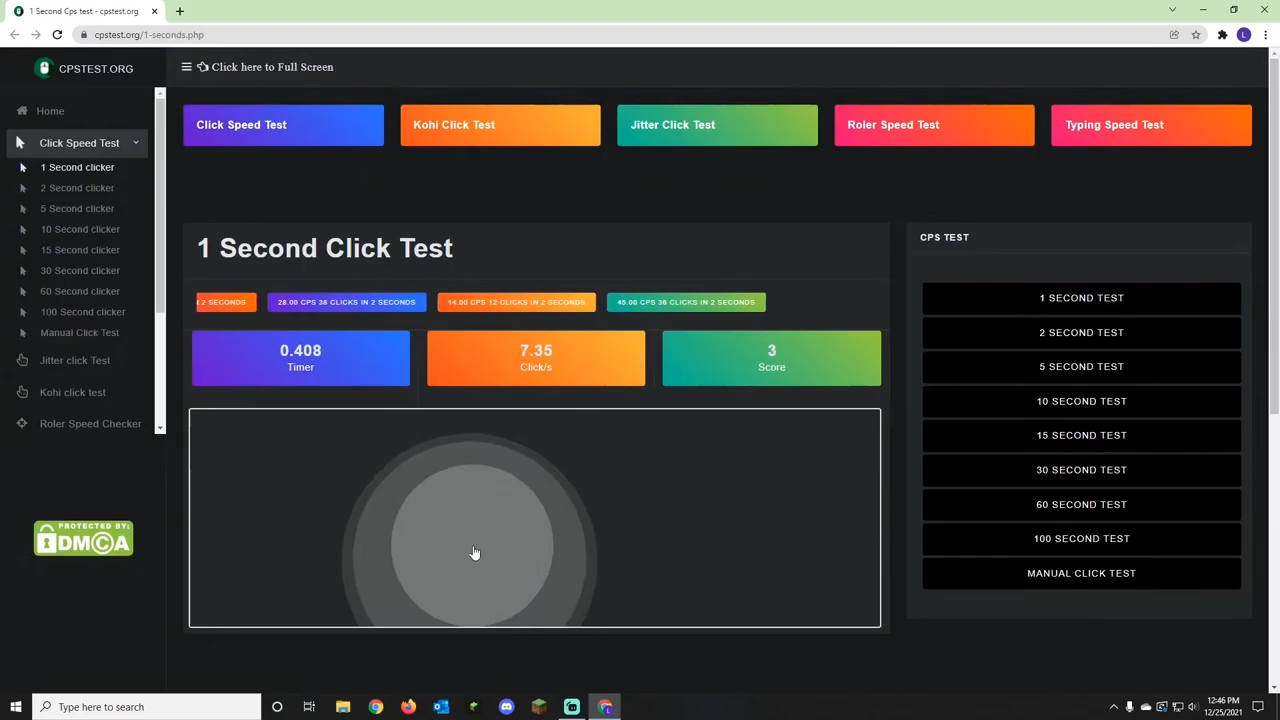 1 Second Cps test - cpstest.org
cpstest.org/1-seconds.php
L
CPSTEST.ORG
Click here to Full Screen
Home
Click Speed Test
1 Second clicker
2 Second clicker
5 Second clicker
10 Second clicker
15 Second clicker
30 Second clicker
60 Second clicker
100 Second clicker
Manual Click Test
Jitter click Test
Kohi click test
Roler Speed Checker
PROTECTED BY:
DMCA
Click Speed Test
Kohi Click Test
Jitter Click Test
Roler Speed Test
Typing Speed Test
1 Second Click Test
2 SECONDS
28.00 CPS 38 CLICKS IN 2 SECONDS
14.00 CPS 12 CLICKS IN 2 SECONDS
45.00 CPS 36 CLICKS IN 2 SECONDS
0.408
Timer
7.35
Click/s
3
Score
CPS TEST
1 SECOND TEST
2 SECOND TEST
5 SECOND TEST
10 SECOND TEST
15 SECOND TEST
30 SECOND TEST
60 SECOND TEST
100 SECOND TEST
MANUAL CLICK TEST
Type here to search
12:46 PM
12/25/2021